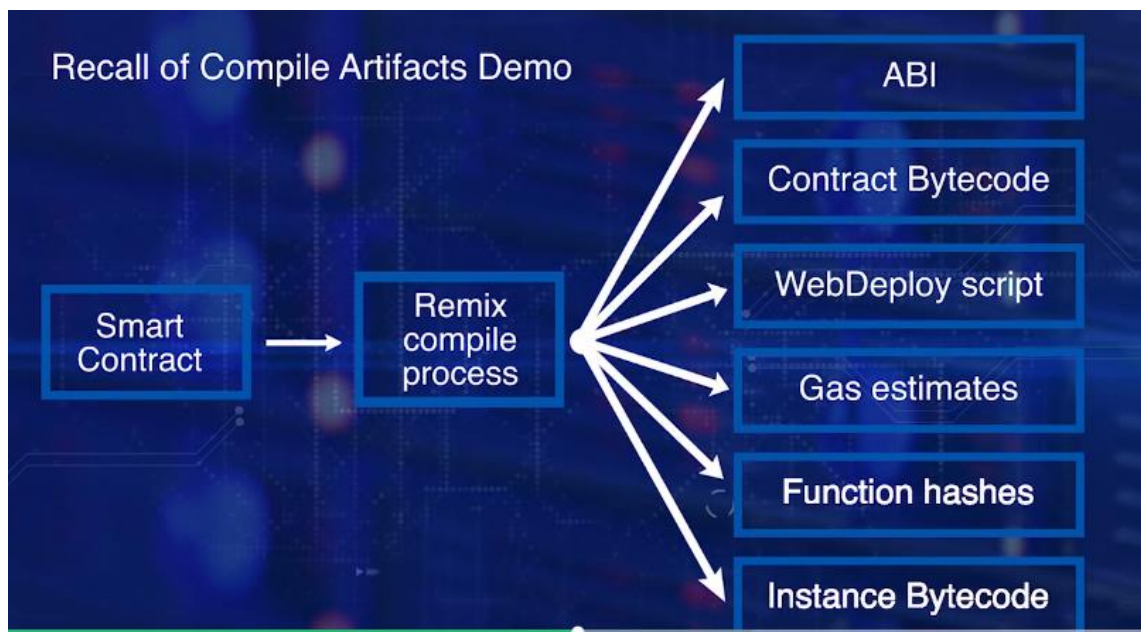 Recall of Compile Artifacts Demo
ABI
Contract Bytecode
WebDeploy script
Smart
Contract
Remix
compile
process
Gas estimates
Function hashes
Instance Bytecode